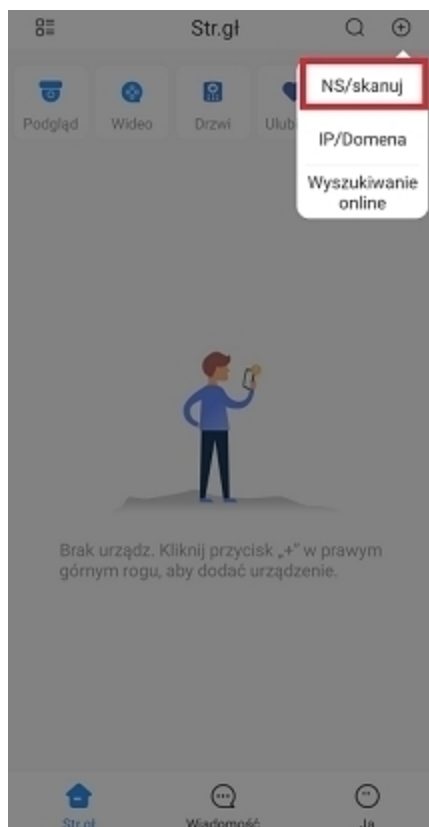 Str.gł
NS/skanuj
IP/Domena
Wyszukiwanie
online
Podgląd
Wideo
Drzwi
Brak urządz. Kliknij przycisk „+" w prawym
górnym rogu, aby dodać urządzenie.
Str.gł
Wiadomość
Ja